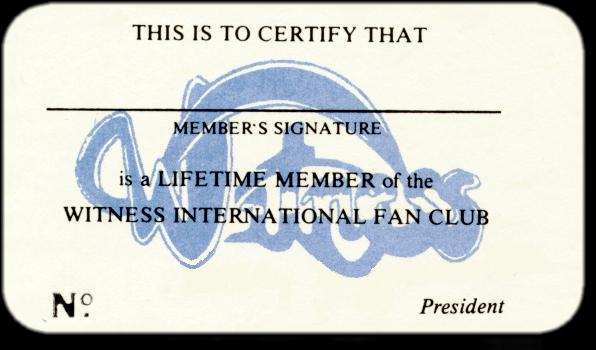 THIS IS TO CERTIFY THAT
MEMBER'S SIGNATURE
Witness
is a LIFETIME MEMBER of the
WITNESS INTERNATIONAL FAN CLUB
Nº.
President